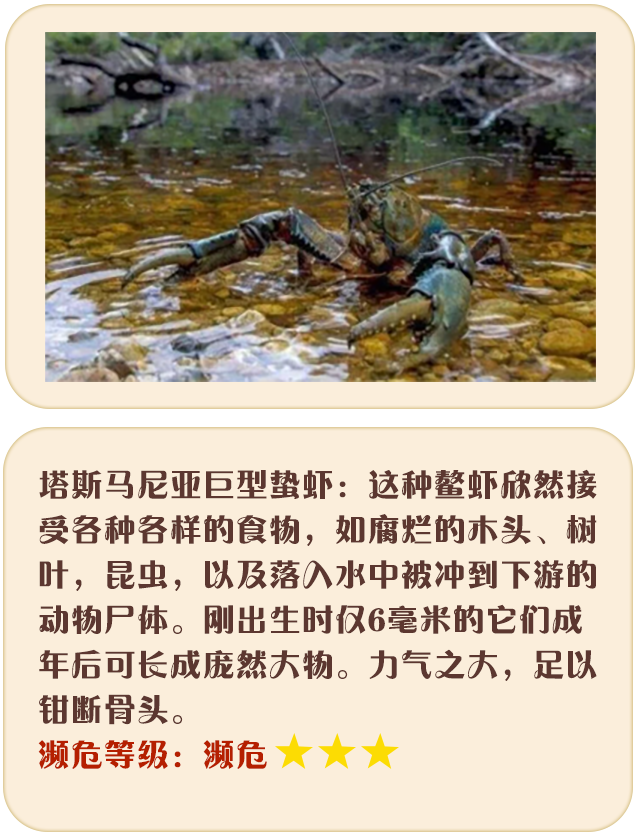 塔斯马尼亚巨型蛰虾：这种鳌虾欣然接
受各种各样的食物，如腐烂的木头、树
叶，昆虫，以及落入水中被冲到下游的
动物尸体。刚出生时仅6毫米的它们成
年后可长成庞然大物。力气之大，足以
钳断骨头。
濒危等级：濒危★★★